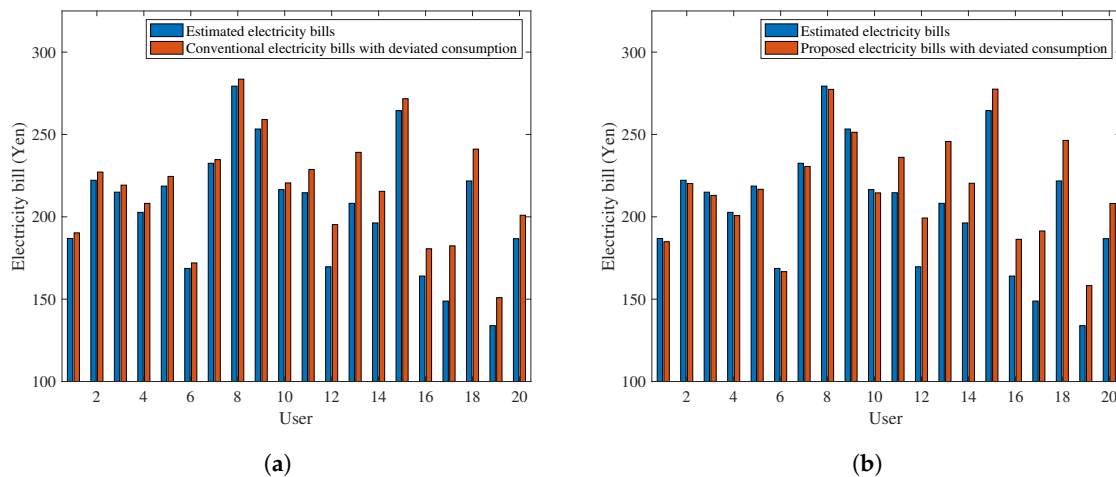 Estimated electricity bills
Conventional electricity bills with deviated consumption
300
250
200
150
100
Electricity bill (Yen)
2 4 6 8 10 12 14 16 18 20
User
(a)
Estimated electricity bills
Proposed electricity bills with deviated consumption
300
250
200
150
100
Electricity bill (Yen)
2 4 6 8 10 12 14 16 18 20
User
(b)